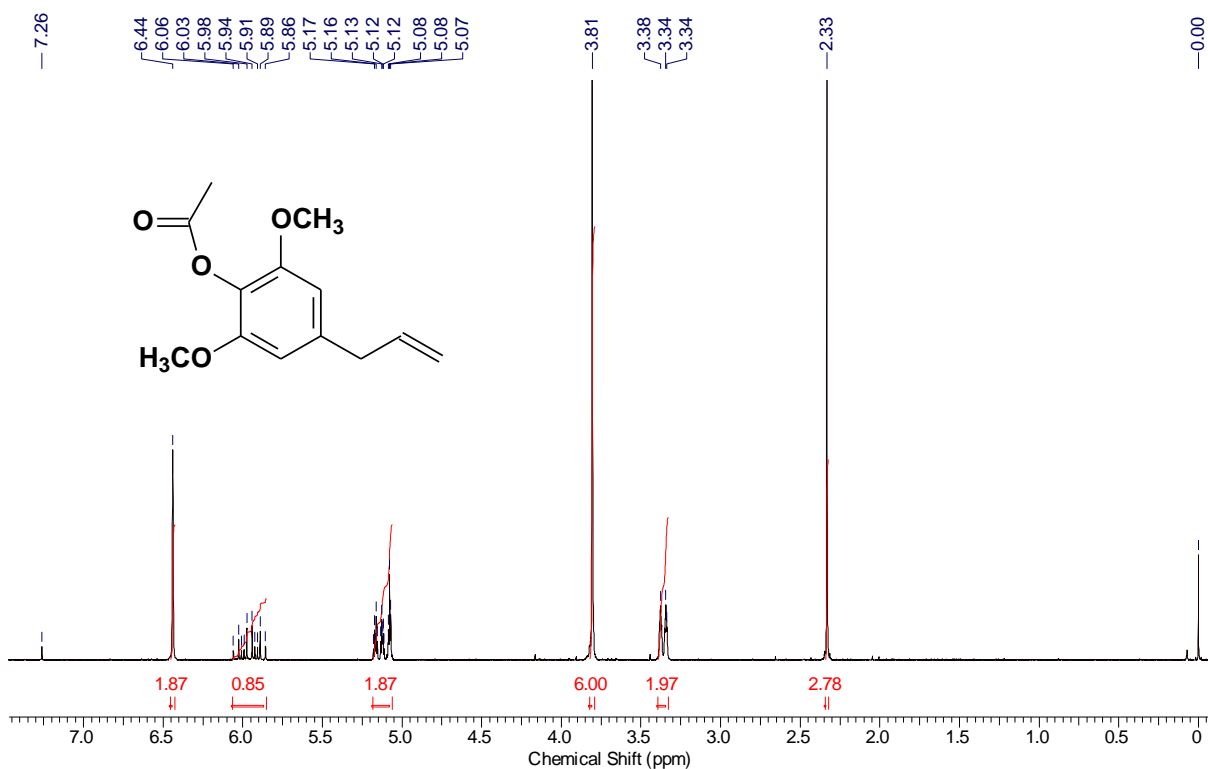 7.26 6.44 6.06 6.03 5.98 5.94 5.91 5.89 5.86 5.17 5.16 5.13 5.12 5.12 5.08 5.08 5.07 3.81 3.38 3.34 3.34 2.33 0.00
O
OCH3
O
H3CO
1.87 0.85 1.87 6.00 1.97 2.78
7.0 6.5 6.0 5.5 5.0 4.5 4.0 3.5 3.0 2.5 2.0 1.5 1.0 0.5 0
Chemical Shift (ppm)